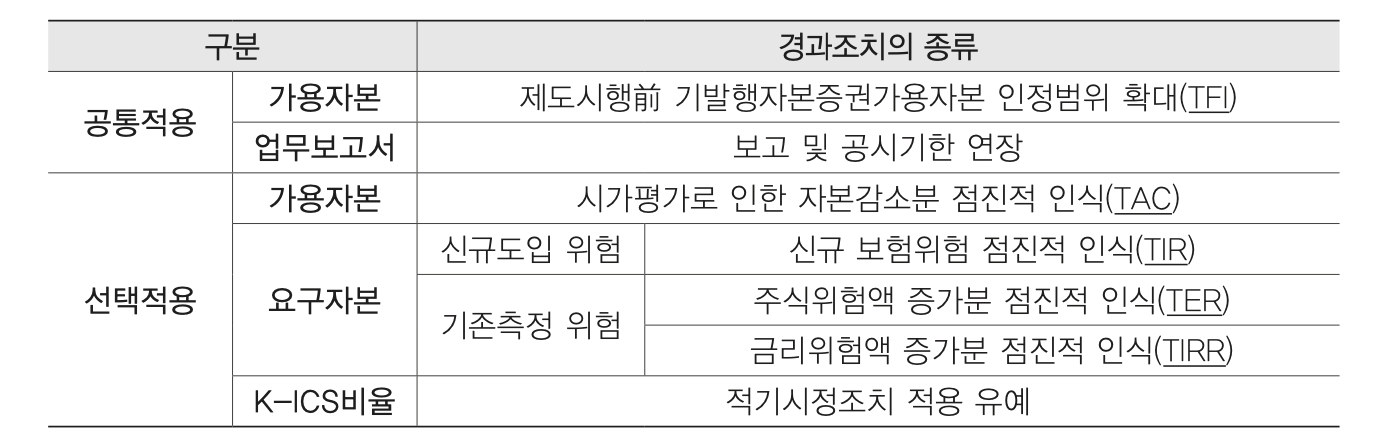 구분 경과조치의 종류
공통적용 가용자본 제도시행前 기발행자본증권가용자본 인정범위 확대(TFI)
업무보고서 보고 및 공시기한 연장
선택적용 가용자본 시가평가로 인한 자본감소분 점진적 인식(TAC)
요구자본 신규도입 위험 신규 보험위험 점진적 인식(TIR)
기존측정 위험 주식위험액 증가분 점진적 인식(TER)
금리위험액 증가분 점진적 인식(TIRR)
K-ICS비율 적기시정조치 적용 유예